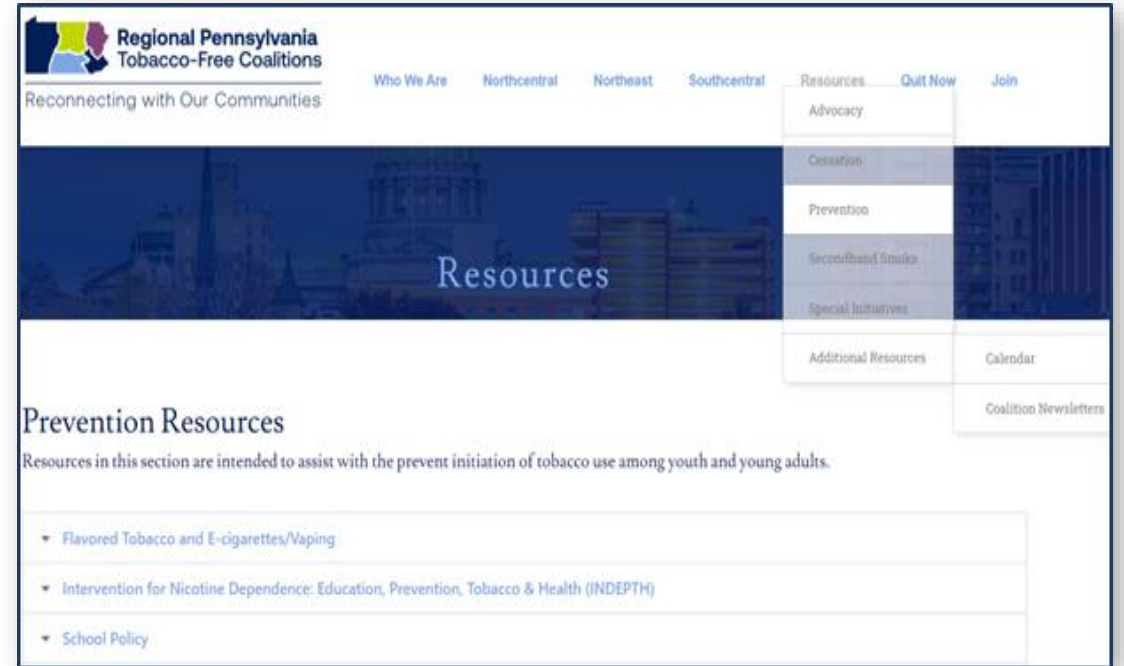 Regional Pennsylvania
Tobacco-Free Coalitions
Reconnecting with Our Communities
Who We Are Northcentral Northeast Southcentral Resources Quit Now Join
Advocacy
Cessation
Prevention
Secondhand Smoke
Special Initiatives
Additional Resources
Calendar
Coalition Newsletters
Resources
Prevention Resources
Resources in this section are intended to assist with the prevent initiation of tobacco use among youth and young adults.
Flavored Tobacco and E-cigarettes/Vaping
Intervention for Nicotine Dependence: Education, Prevention, Tobacco & Health (INDEPTH)
School Policy